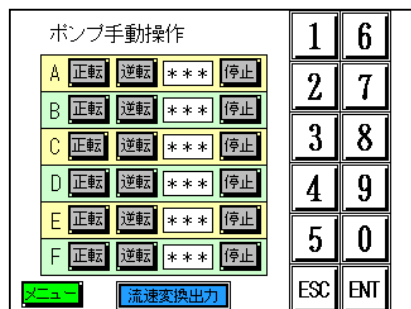 ポンプ手動操作
A 正転 逆転 *** 停止
B 正転 逆転 *** 停止
C 正転 逆転 *** 停止
D 正転 逆転 *** 停止
E 正転 逆転 *** 停止
F 正転 逆転 *** 停止
メニュー 流速変換出力
1 6
2 7
3 8
4 9
5 0
ESC ENT